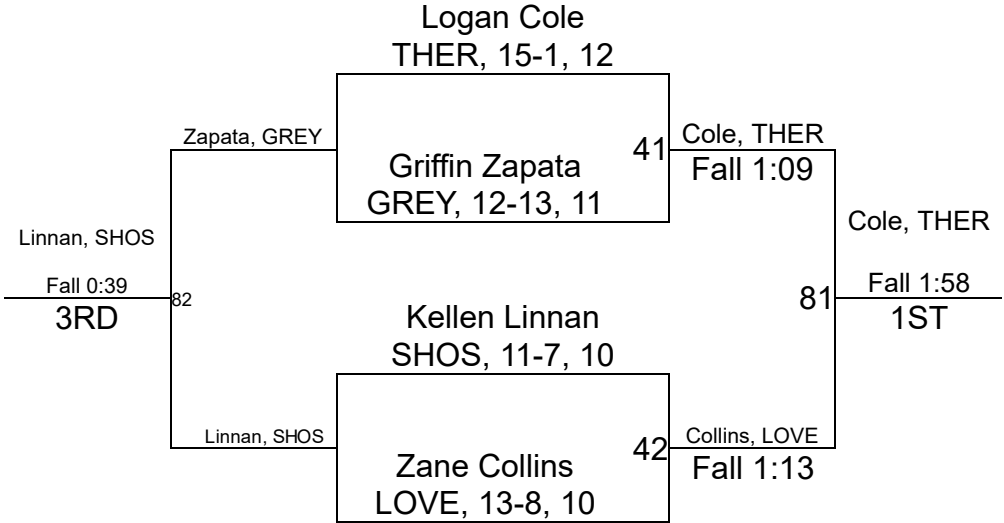 Logan Cole
THER, 15-1, 12
Zapata, GREY
Griffin Zapata
GREY, 12-13, 11
41
Cole, THER
Fall 1:09
Linnan, SHOS
Fall 0:39
3RD
82
Cole, THER
Fall 1:58
1ST
81
Kellen Linnan
SHOS, 11-7, 10
Linnan, SHOS
Zane Collins
LOVE, 13-8, 10
42
Collins, LOVE
Fall 1:13